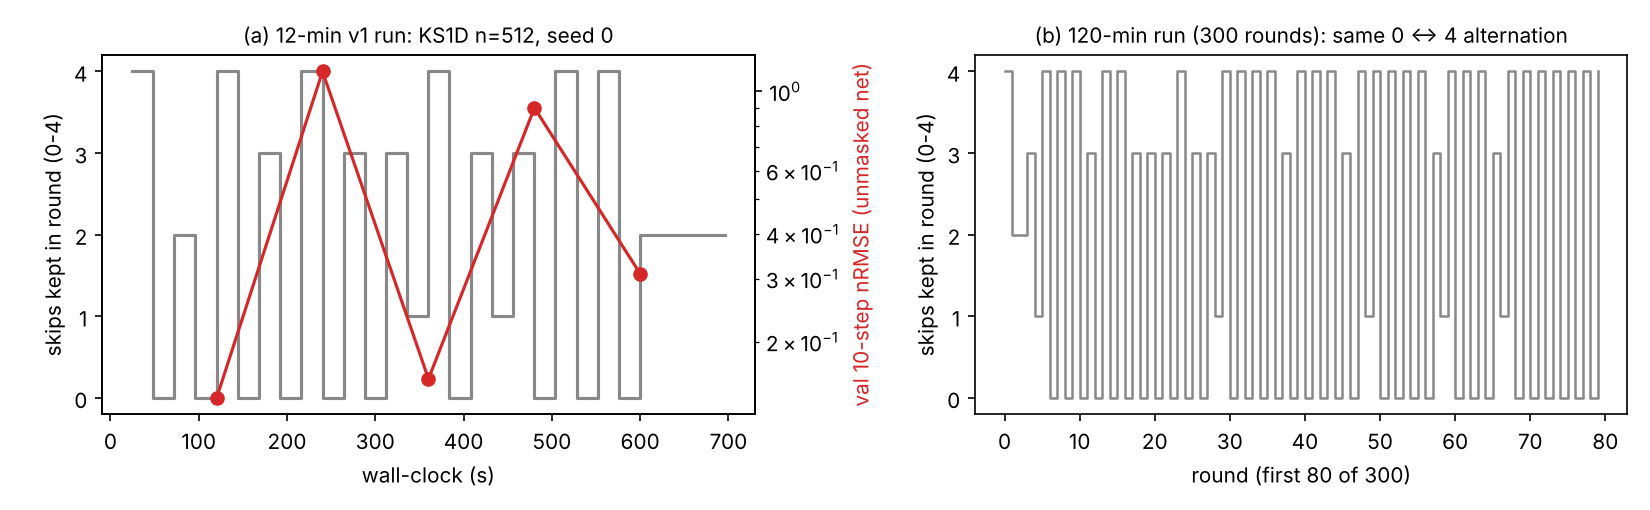 (a) 12-min v1 run: KS1D n=512, seed 0
4
3
2
1
0
skips kept in round (0-4)
0 100 200 300 400 500 600 700
wall-clock (s)
10⁰
6 × 10⁻¹
4 × 10⁻¹
3 × 10⁻¹
2 × 10⁻¹
val 10-step nRMSE (unmasked net)
(b) 120-min run (300 rounds): same 0 ↔ 4 alternation
4
3
2
1
0
skips kept in round (0-4)
0 10 20 30 40 50 60 70 80
round (first 80 of 300)